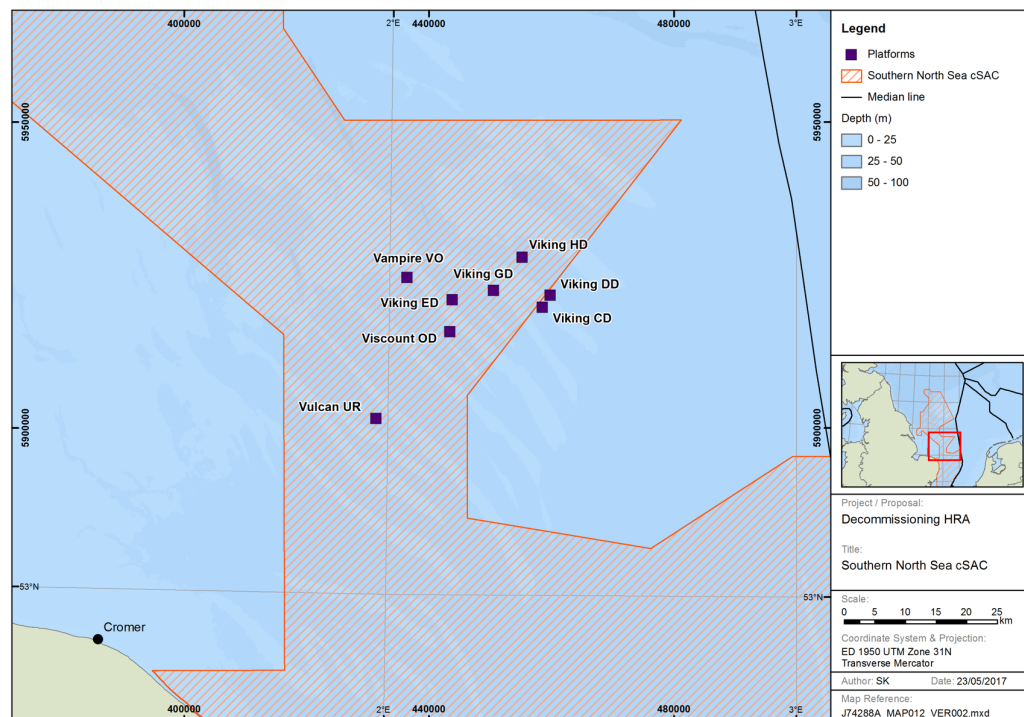 400000
2°E
440000
480000
3°E
5950000
5950000
Viking HD
Vampire VO
Viking GD
Viking DD
Viking ED
Viking CD
Viscount OD
Vulcan UR
5900000
5900000
53°N
53°N
Cromer
400000
2°E
440000
480000
3°E
Legend
Platforms
Southern North Sea cSAC
Median line
Depth (m)
0 - 25
25 - 50
50 - 100
Project / Proposal:
Decommissioning HRA
Title:
Southern North Sea cSAC
Scale:
0 5 10 15 20 25
km
Coordinate System & Projection:
ED 1950 UTM Zone 31N
Transverse Mercator
Author: SK Date: 23/05/2017
Map Reference:
J74288A_MAP012_VER002.mxd